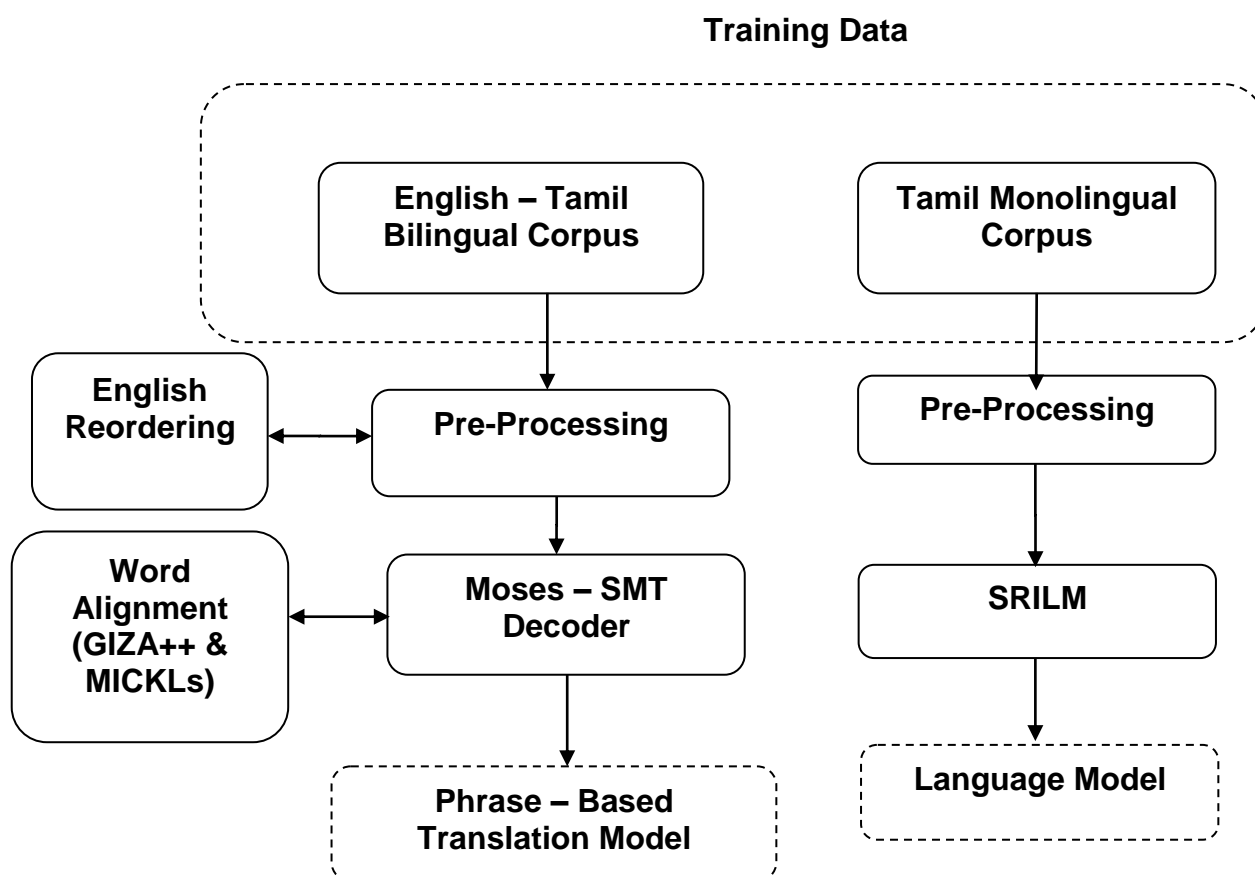 Training Data
English – Tamil
Bilingual Corpus
Tamil Monolingual
Corpus
English
Reordering
Pre-Processing
Pre-Processing
Word
Alignment
(GIZA++ &
MICKLs)
Moses – SMT
Decoder
SRILM
Phrase – Based
Translation Model
Language Model